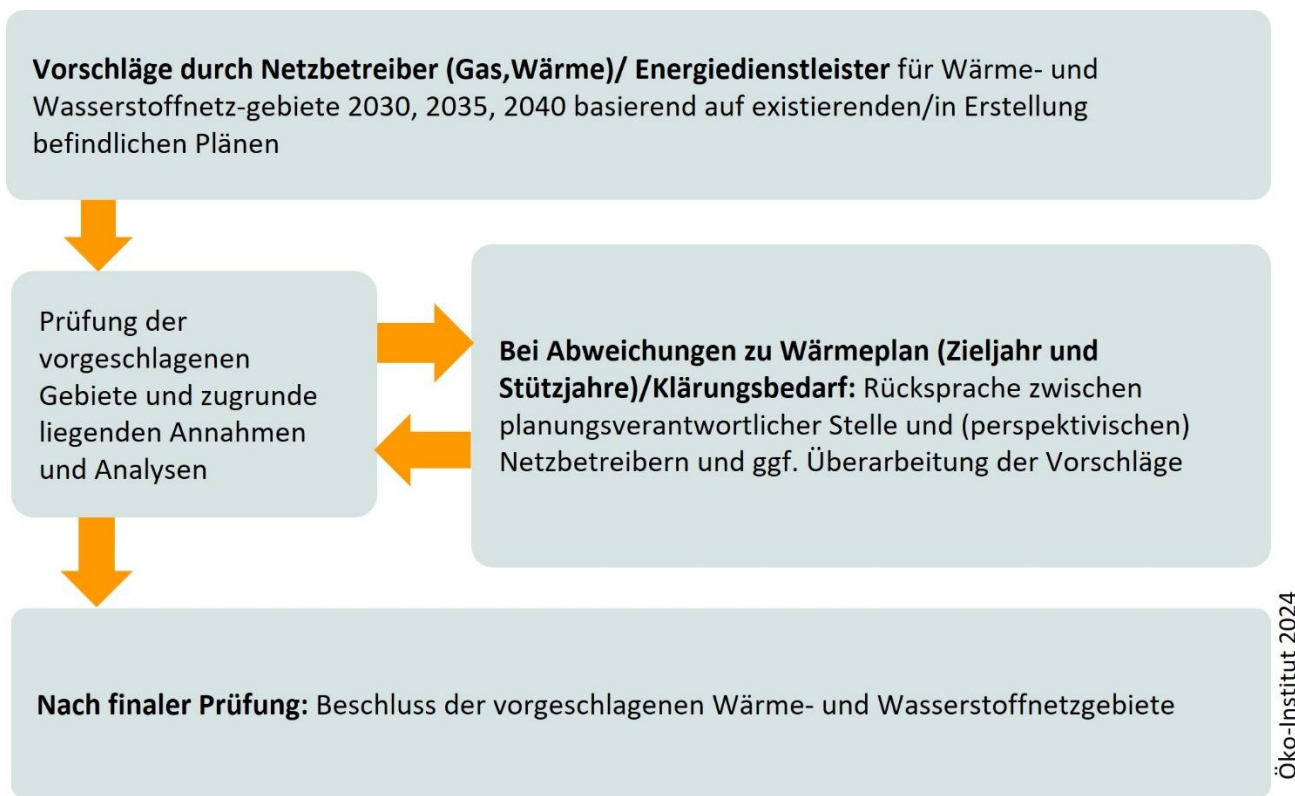 Vorschläge durch Netzbetreiber (Gas,Wärme)/ Energiedienstleister für Wärme- und
Wasserstoffnetz-gebiete 2030, 2035, 2040 basierend auf existierenden/in Erstellung
befindlichen Plänen
Prüfung der
vorgeschlagenen
Gebiete und zugrunde
liegenden Annahmen
und Analysen
Bei Abweichungen zu Wärmeplan (Zieljahr und
Stützjahre)/Klärungsbedarf: Rücksprache zwischen
planungsverantwortlicher Stelle und (perspektivischen)
Netzbetreibern und ggf. Überarbeitung der Vorschläge
Nach finaler Prüfung: Beschluss der vorgeschlagenen Wärme- und Wasserstoffnetzgebiete
Öko-Institut 2024